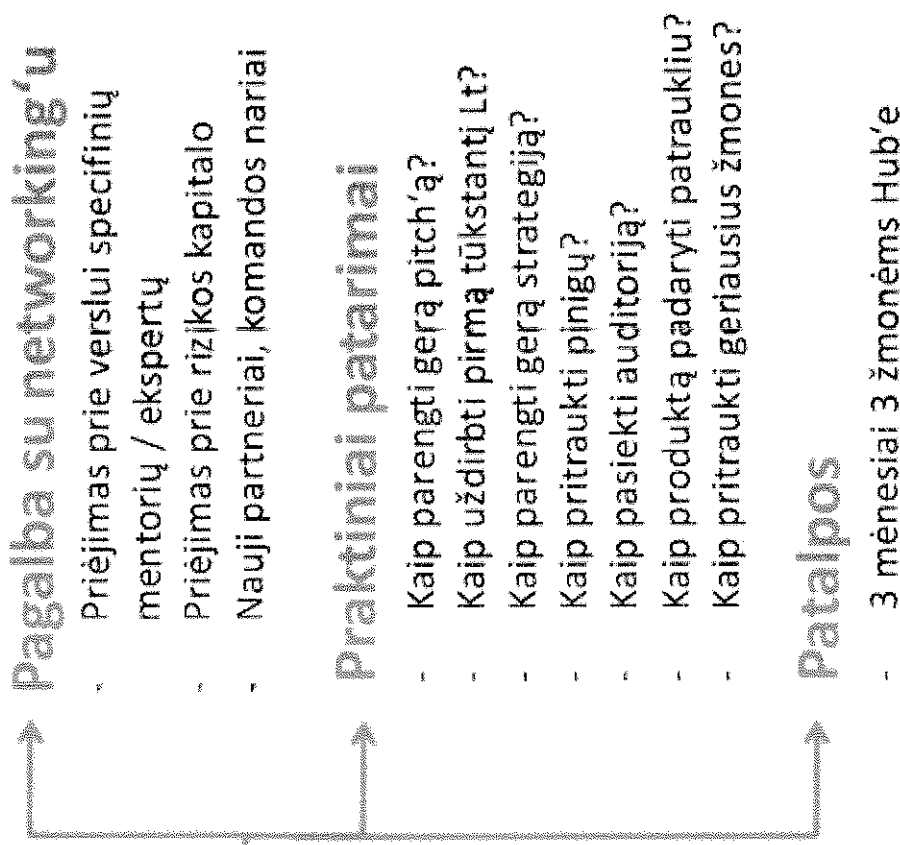 Pagalba su networking‘u
- Priėjimas prie verslui specifinių
mentorių / ekspertų
- Priėjimas prie rizikos kapitalo
- Nauji partneriai, komandos nariai
Praktiniai patarimai
- Kaip parengti gerą pitch‘ą?
- Kaip uždirbti pirmą tūkstantį Lt?
- Kaip parengti gerą strategiją?
- Kaip pritraukti pinigų?
- Kaip pasiekti auditoriją?
- Kaip produktą padaryti patraukliu?
- Kaip pritraukti geriausius žmones?
Patalpos
- 3 mėnesiai 3 žmonėms Hub‘e